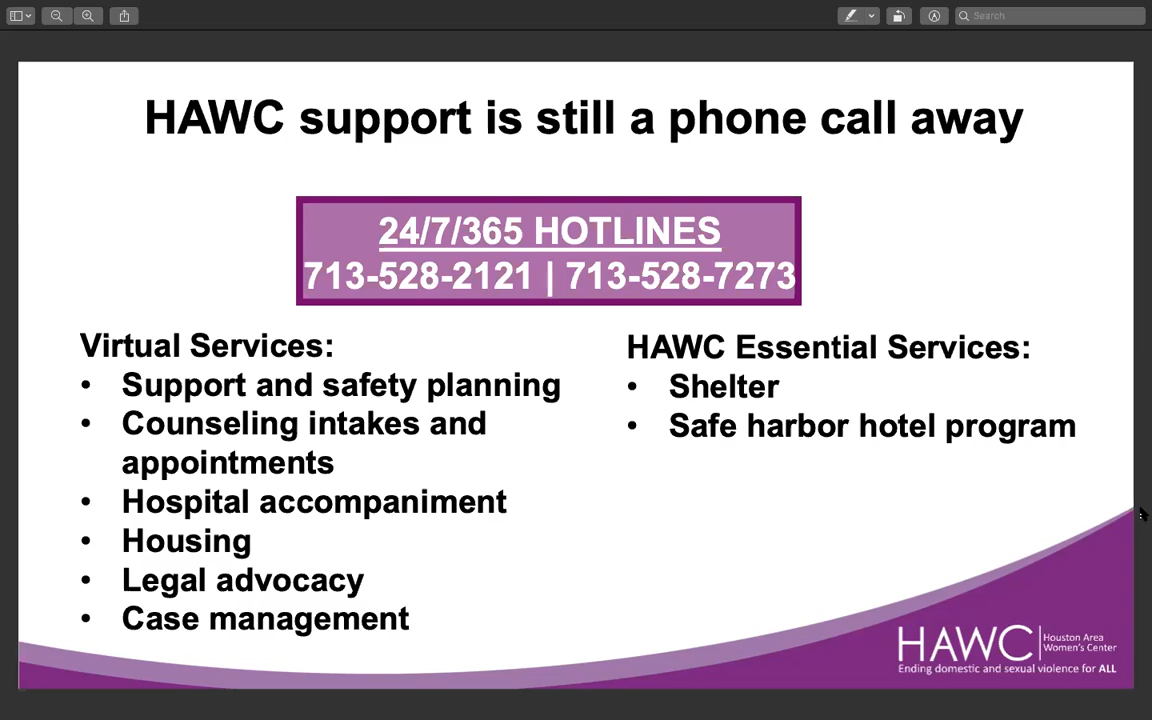 Search
HAWC support is still a phone call away
24/7/365 HOTLINES
713-528-2121 | 713-528-7273
Virtual Services:
• Support and safety planning
• Counseling intakes and
appointments
• Hospital accompaniment
• Housing
• Legal advocacy
• Case management
HAWC Essential Services:
• Shelter
• Safe harbor hotel program
HAWC
Houston Area
Women's Center
Ending domestic and sexual violence for ALL